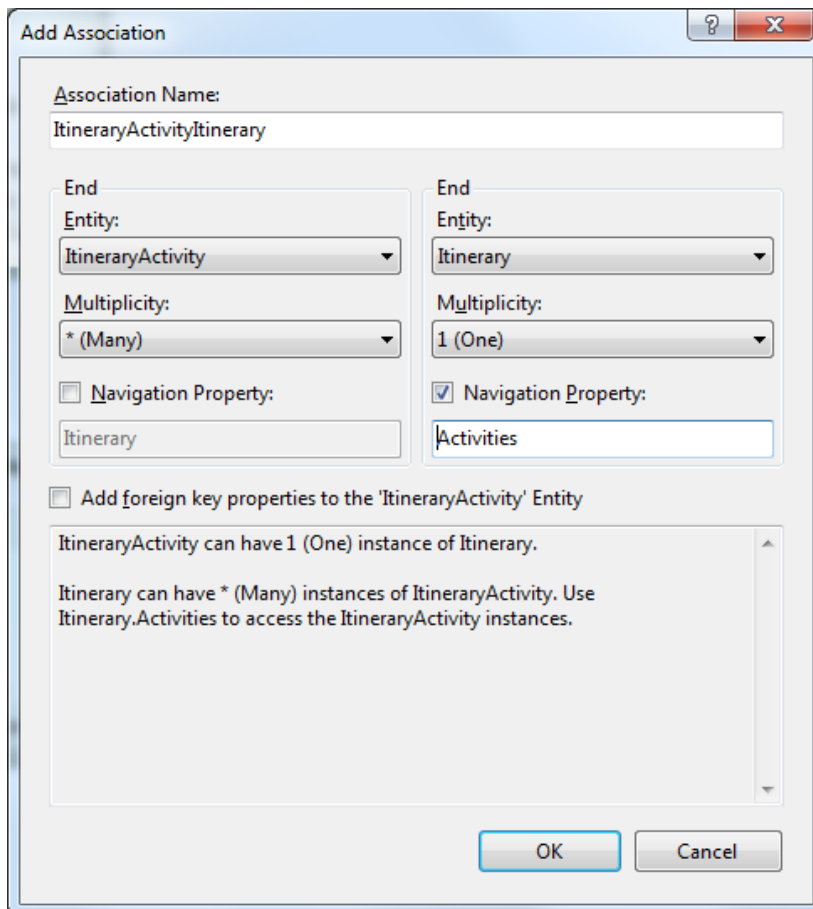 Add Association
?
Association Name:
ItineraryActivityItinerary
End
Entity:
ItineraryActivity
Multiplicity:
* (Many)
Navigation Property:
Itinerary
End
Entity:
Itinerary
Multiplicity:
1 (One)
Navigation Property:
Activities
Add foreign key properties to the 'ItineraryActivity' Entity
ItineraryActivity can have 1 (One) instance of Itinerary.
Itinerary can have * (Many) instances of ItineraryActivity. Use
Itinerary.Activities to access the ItineraryActivity instances.
OK
Cancel